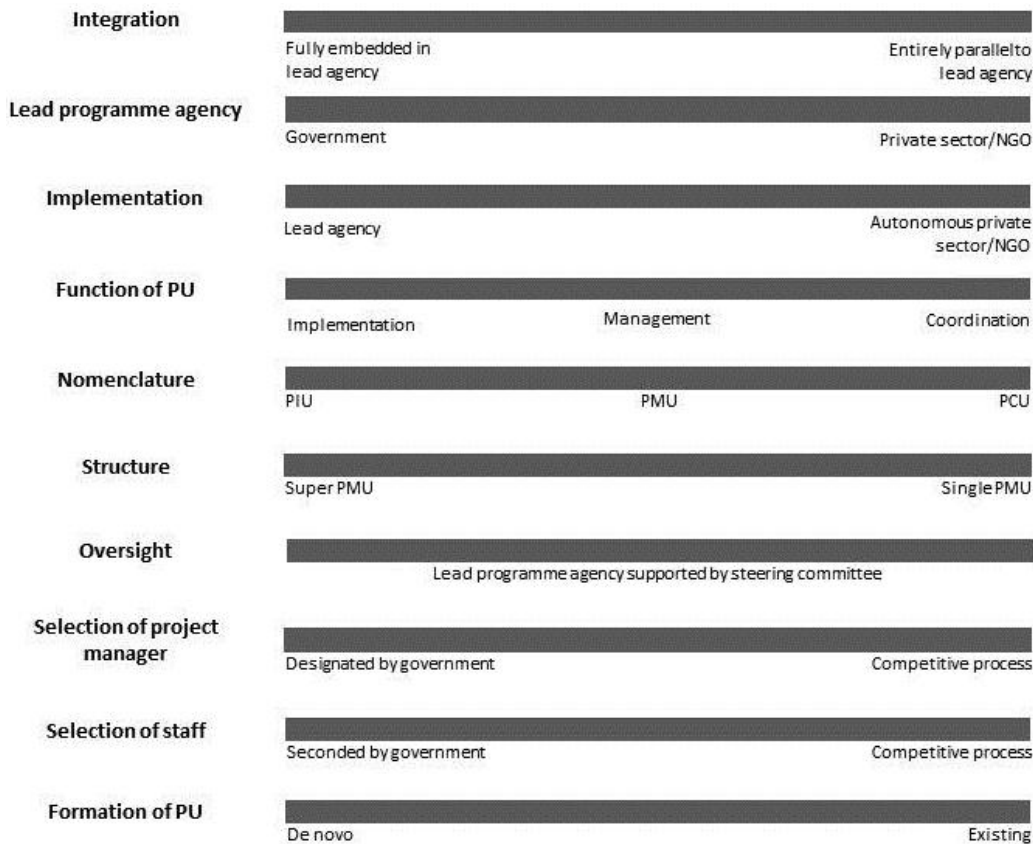 Integration
Fully embedded in
lead agency
Entirely parallelto
lead agency
Lead programme agency
Government
Private sector/NGO
Implementation
Lead agency
Autonomous private
sector/NGO
Function of PU
Implementation
Management
Coordination
Nomenclature
PIU
PMU
PCU
Structure
Super PMU
Single PMU
Oversight
Lead programme agency supported by steering committee
Selection of project
manager
Designated by government
Competitive process
Selection of staff
Seconded by government
Competitive process
Formation of PU
De novo
Existing